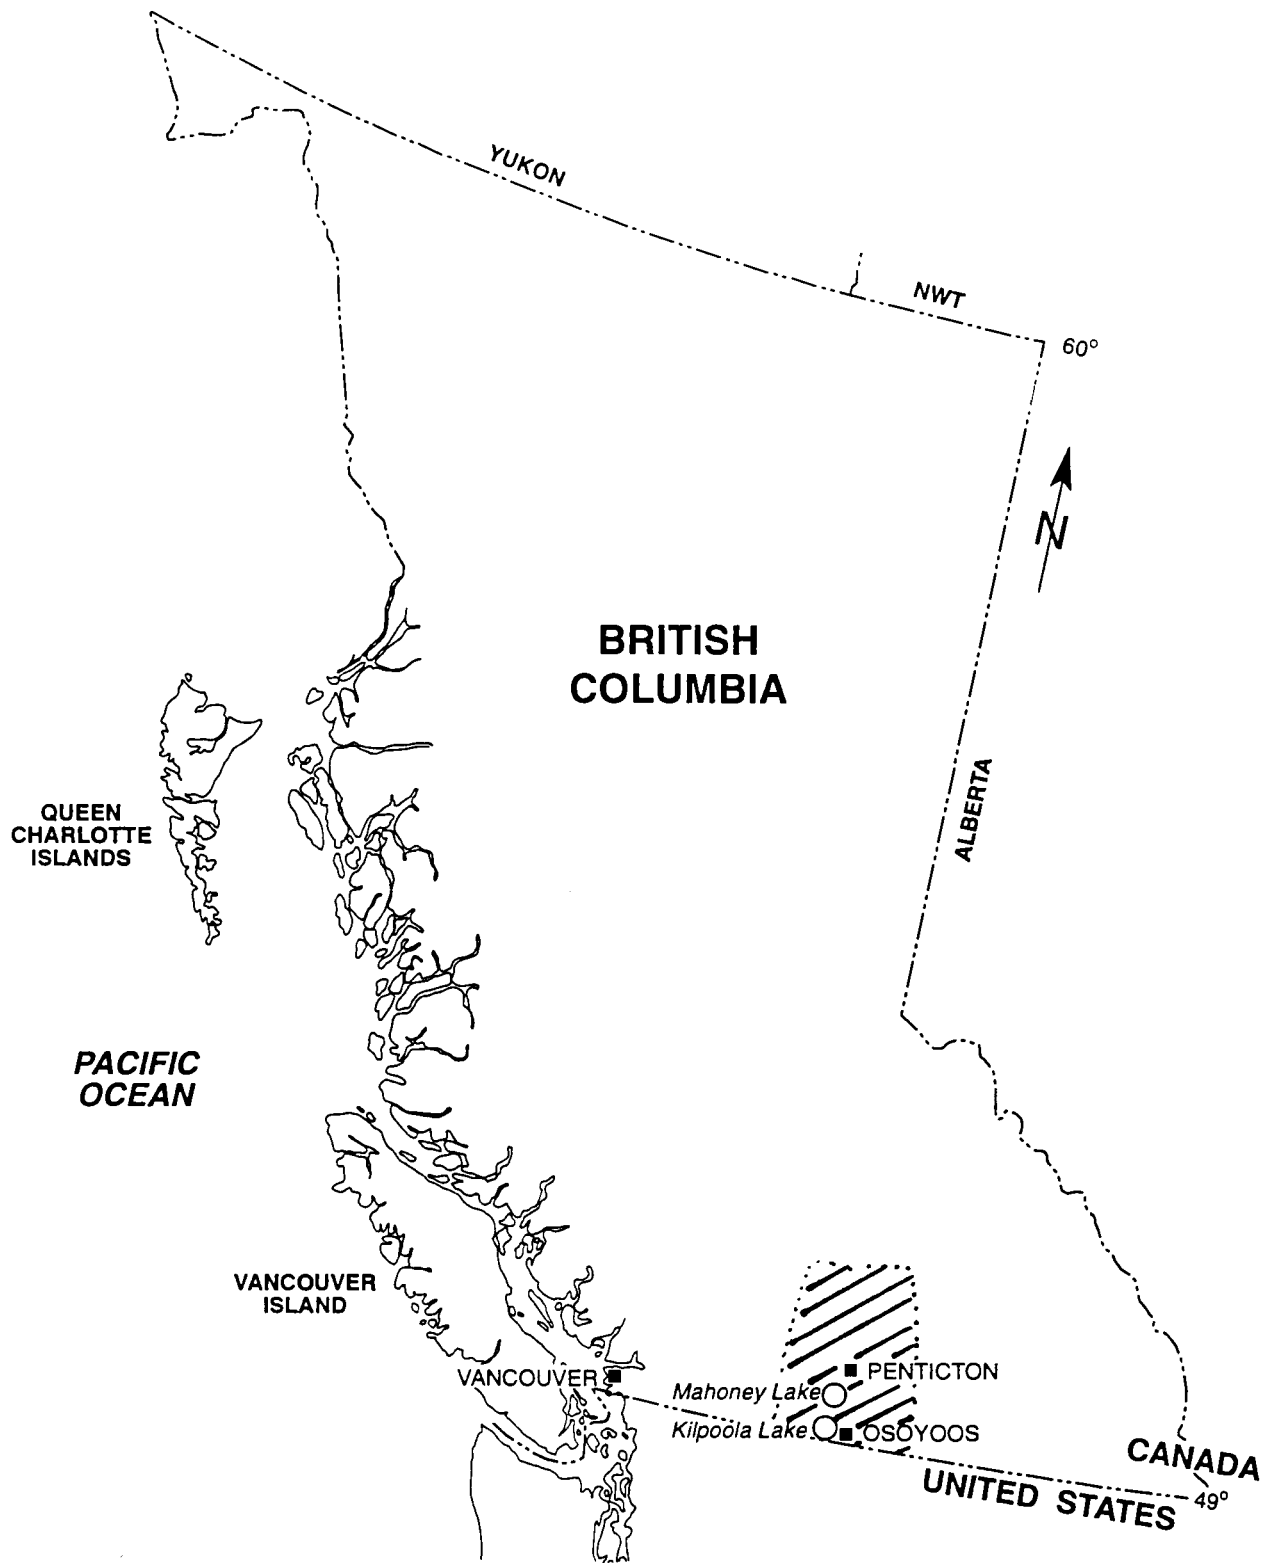 YUKON
NWT
60°
N
BRITISH
COLUMBIA
ALBERTA
QUEEN
CHARLOTTE
ISLANDS
PACIFIC
OCEAN
VANCOUVER
ISLAND
VANCOUVER
PENTICTON
Mahoney Lake
Kilpoola Lake
OSOYOOS
CANADA
UNITED STATES
49°